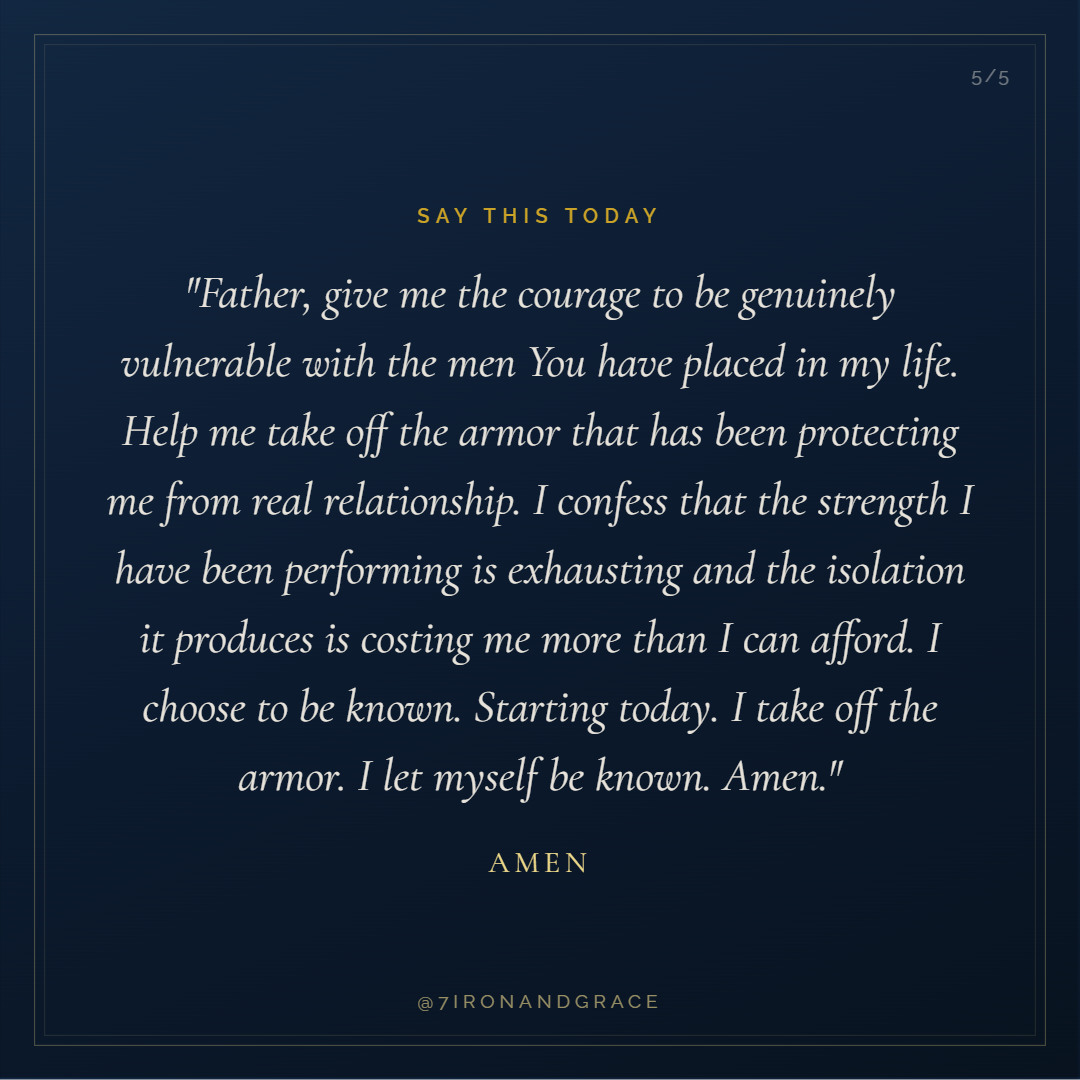 5/5
SAY THIS TODAY
"Father, give me the courage to be genuinely
vulnerable with the men You have placed in my life.
Help me take off the armor that has been protecting
me from real relationship. I confess that the strength I
have been performing is exhausting and the isolation
it produces is costing me more than I can afford. I
choose to be known. Starting today. I take off the
armor. I let myself be known. Amen."
AMEN
@7IRONANDGRACE